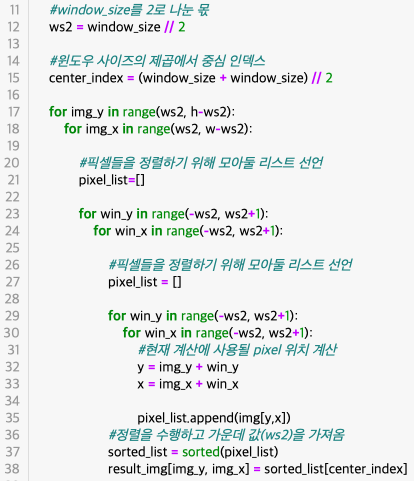 11 #window_size를 2로 나눈 몫
12 ws2 = window_size // 2
13
14 #윈도우 사이즈의 제곱에서 중심 인덱스
15 center_index = (window_size + window_size) // 2
16
17 for img_y in range(ws2, h-ws2):
18 for img_x in range(ws2, w-ws2):
19
20 #픽셀들을 정렬하기 위해 모아둘 리스트 선언
21 pixel_list=[]
22
23 for win_y in range(-ws2, ws2+1):
24 for win_x in range(-ws2, ws2+1):
25
26 #픽셀들을 정렬하기 위해 모아둘 리스트 선언
27 pixel_list = []
28
29 for win_y in range(-ws2, ws2+1):
30 for win_x in range(-ws2, ws2+1):
31 #현재 계산에 사용될 pixel 위치 계산
32 y = img_y + win_y
33 x = img_x + win_x
34
35 pixel_list.append(img[y,x])
36 #정렬을 수행하고 가운데 값(ws2)을 가져옴
37 sorted_list = sorted(pixel_list)
38 result_img[img_y, img_x] = sorted_list[center_index]